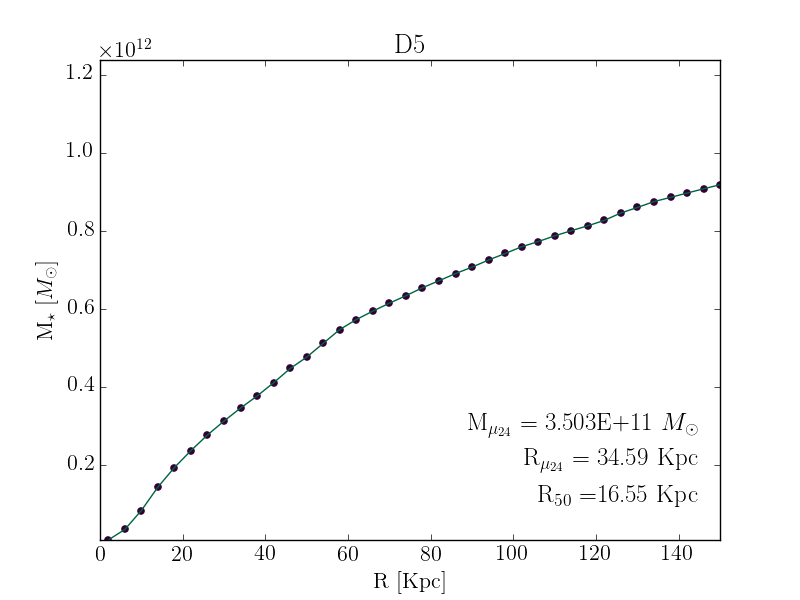 D5
×10¹²
1.2
1.0
0.8
0.6
0.4
0.2
M⋆ [M⊙]
M_μ₂₄ = 3.503E+11 M⊙
R_μ₂₄ = 34.59 Kpc
R₅₀ =16.55 Kpc
0 20 40 60 80 100 120 140
R [Kpc]